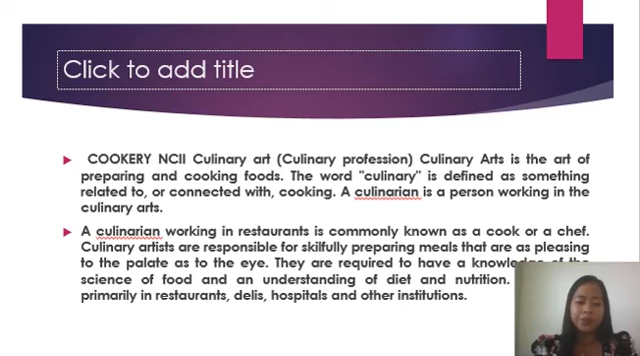 Click to add title
COOKERY NCII Culinary art (Culinary profession) Culinary Arts is the art of
preparing and cooking foods. The word "culinary" is defined as something
related to, or connected with, cooking. A culinarian is a person working in the
culinary arts.
A culinarian working in restaurants is commonly known as a cook or a chef.
Culinary artists are responsible for skilfully preparing meals that are as pleasing
to the palate as to the eye. They are required to have a knowledge of the
science of food and an understanding of diet and nutrition.
primarily in restaurants, delis, hospitals and other institutions.